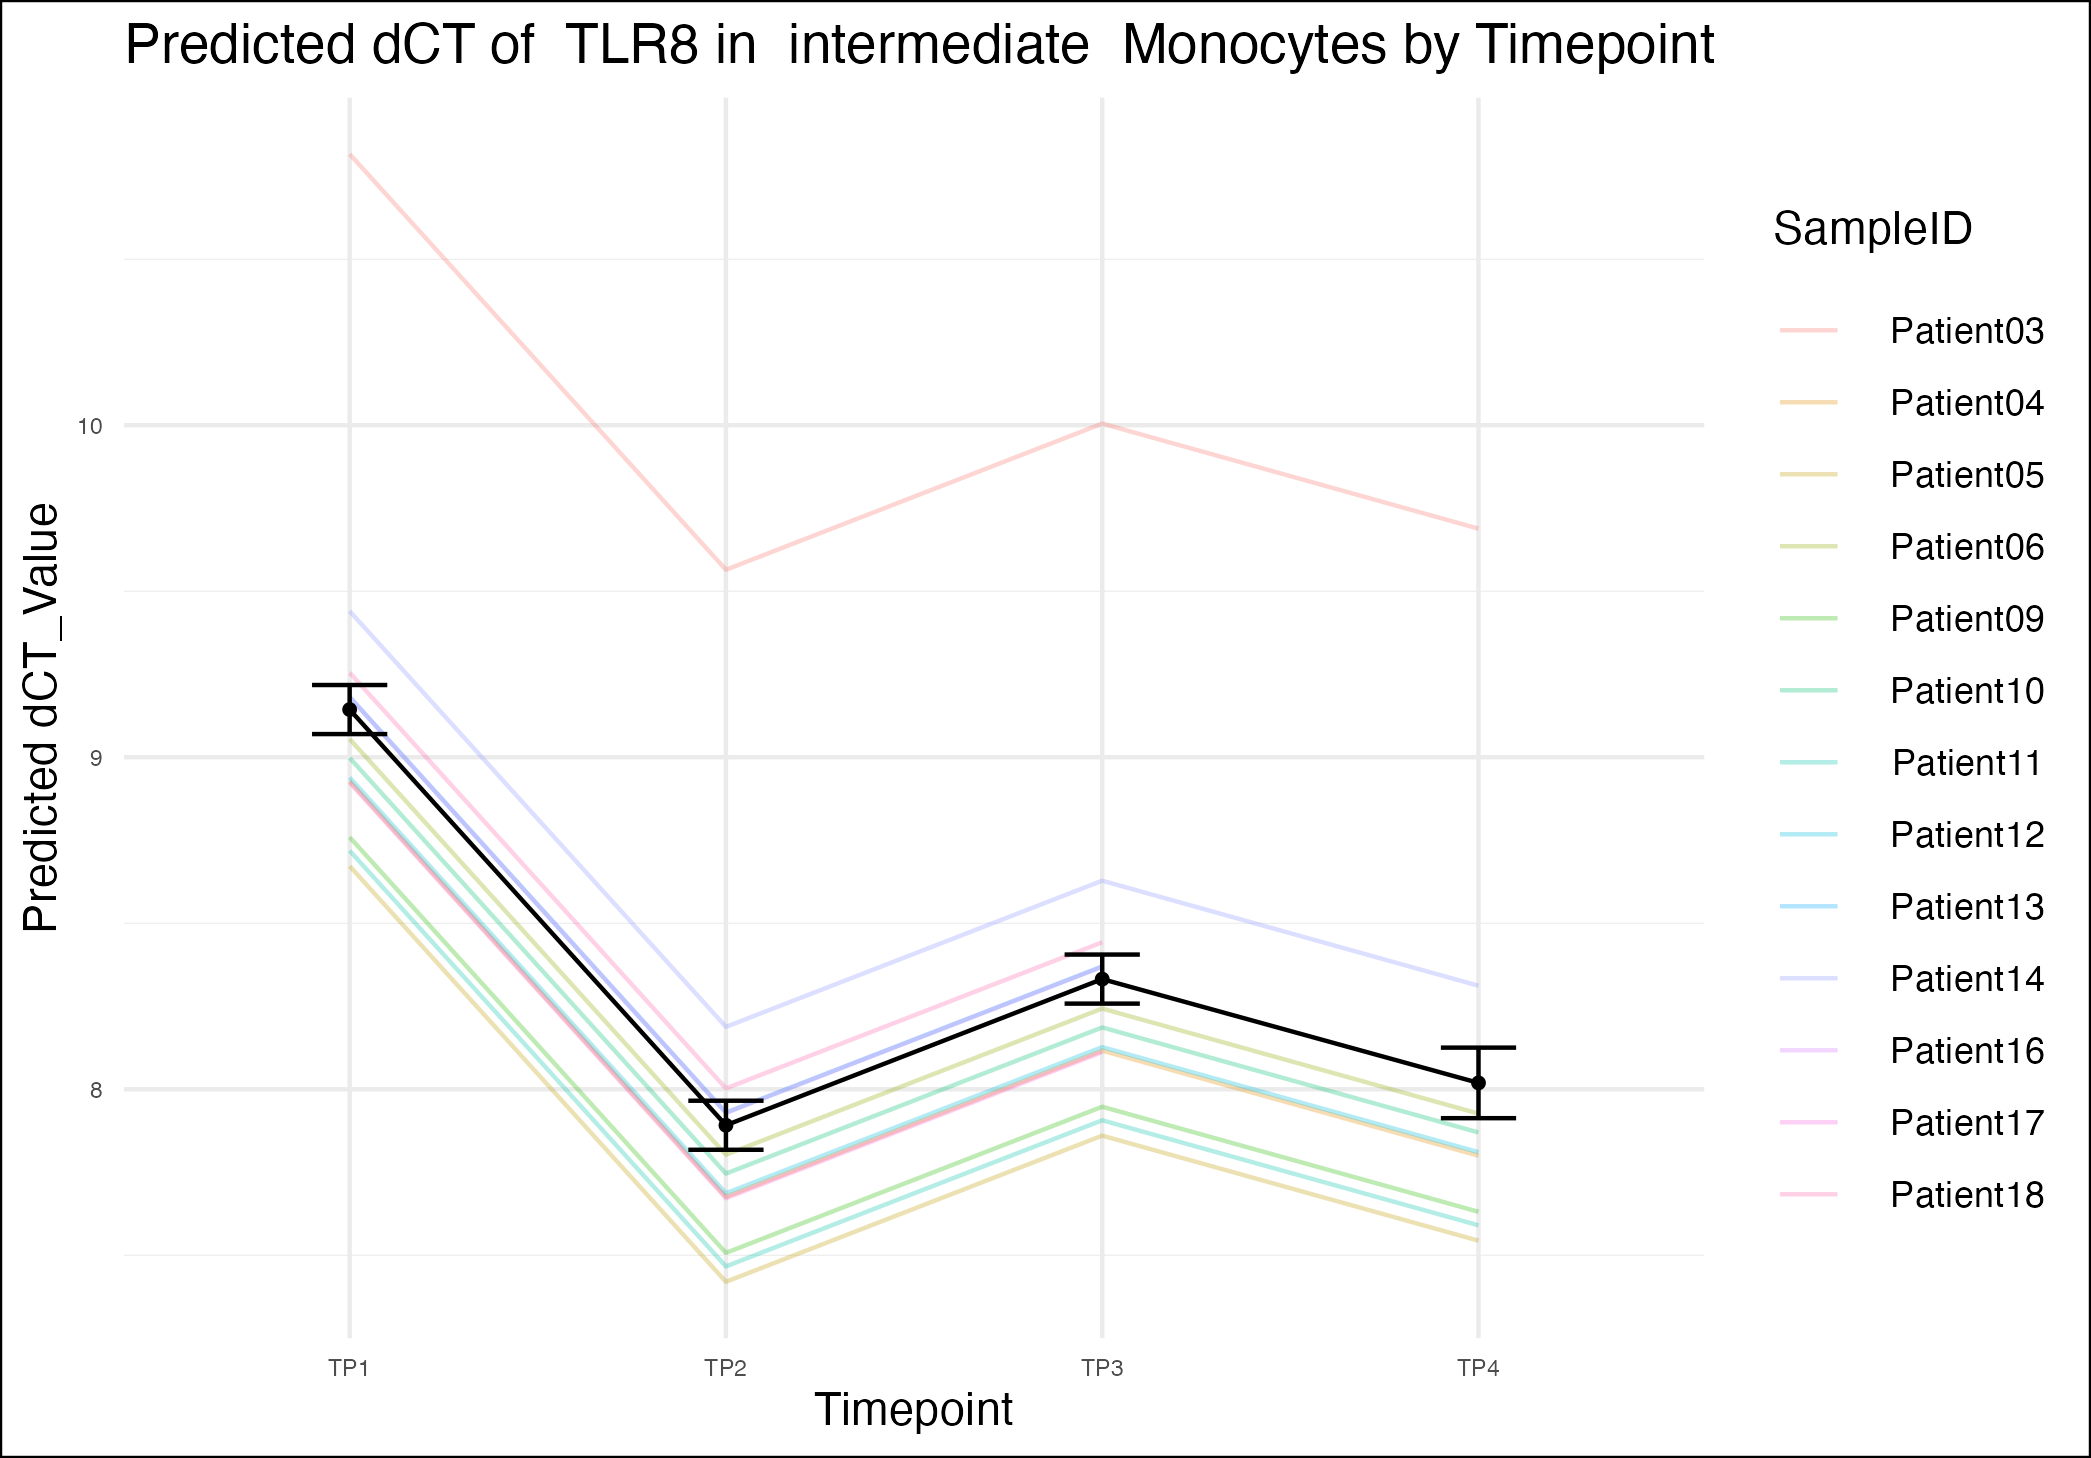 Predicted dCT of  TLR8 in  intermediate  Monocytes by Timepoint
Predicted dCT_Value
10
9
8
TP1
TP2
TP3
TP4
Timepoint
SampleID
Patient03
Patient04
Patient05
Patient06
Patient09
Patient10
Patient11
Patient12
Patient13
Patient14
Patient16
Patient17
Patient18